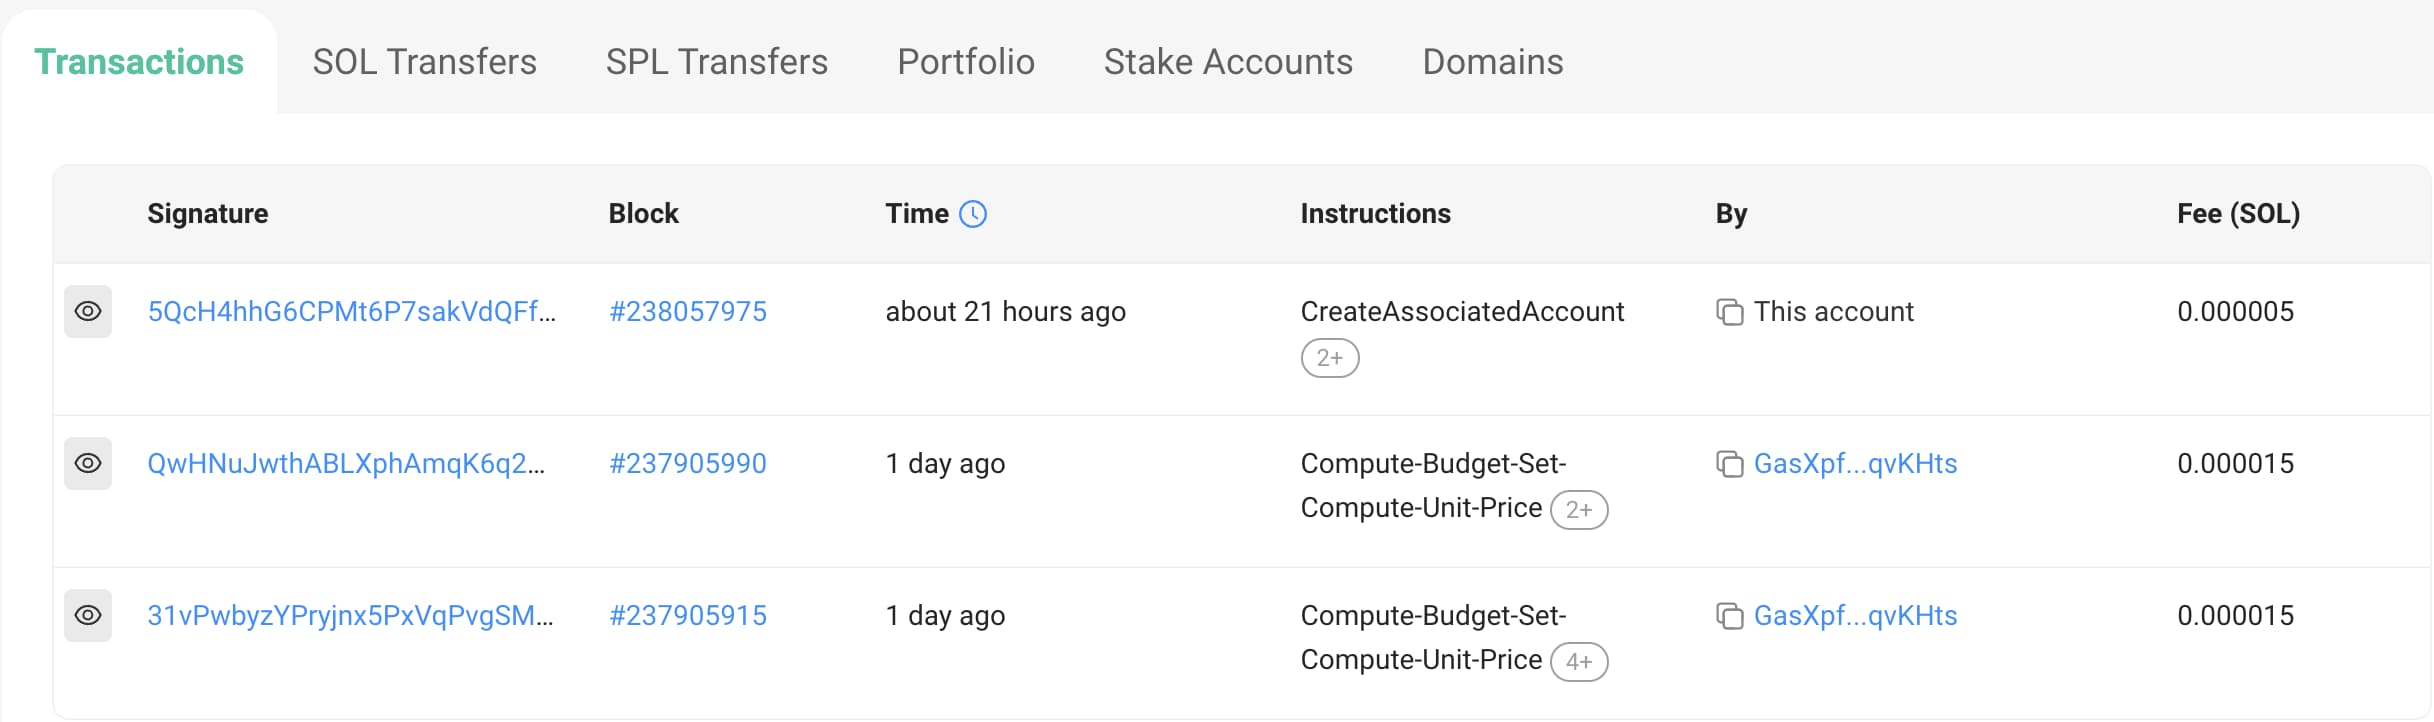 Transactions SOL Transfers SPL Transfers Portfolio Stake Accounts Domains
Signature Block Time Instructions By Fee (SOL)
5QcH4hhG6CPMt6P7sakVdQFf... #238057975 about 21 hours ago CreateAssociatedAccount This account 0.000005
2+
QwHNuJwthABLXphAmqK6q2... #237905990 1 day ago Compute-Budget-Set- GasXpf...qvKHts 0.000015
Compute-Unit-Price 2+
31vPwbyzYPryjnx5PxVqPvgSM... #237905915 1 day ago Compute-Budget-Set- GasXpf...qvKHts 0.000015
Compute-Unit-Price 4+